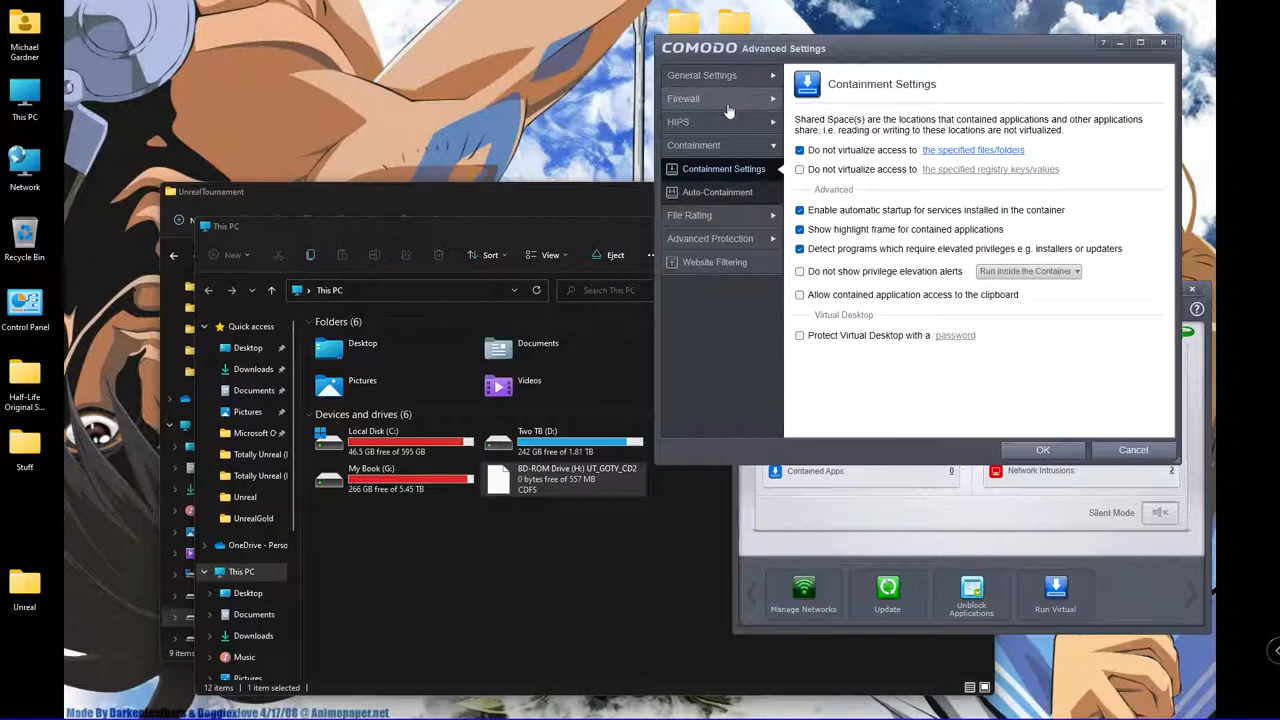 Michael
Gardner
This PC
Network
Recycle Bin
Control Panel
Half-Life
Original S...
Stuff
Unreal
UnrealTournament
N
This PC
New
Sort
View
Eject
This PC
Search This PC
Quick access
Desktop
Downloads
Documents
Pictures
Microsoft O
Totally Unreal (
Totally Unreal (
Unreal
UnrealGold
OneDrive - Perso
This PC
Desktop
Documents
Downloads
Music
Pictures
Folders (6)
Desktop
Documents
Pictures
Videos
Devices and drives (6)
Local Disk (C:)
46.5 GB free of 595 GB
Two TB (D:)
242 GB free of 1.81 TB
My Book (G:)
266 GB free of 5.45 TB
BD-ROM Drive (H:) UT_GOTY_CD2
0 bytes free of 557 MB
CDFS
9 items
12 items
1 item selected
COMODO Advanced Settings
General Settings
Firewall
HIPS
Containment
Containment Settings
Auto-Containment
File Rating
Advanced Protection
Website Filtering
Containment Settings
Shared Space(s) are the locations that contained applications and other applications
share, i.e. reading or writing to these locations are not virtualized.
Do not virtualize access to the specified files/folders
Do not virtualize access to the specified registry keys/values
Advanced
Enable automatic startup for services installed in the container
Show highlight frame for contained applications
Detect programs which require elevated privileges e.g. installers or updaters
Do not show privilege elevation alerts Run inside the Container
Allow contained application access to the clipboard
Virtual Desktop
Protect Virtual Desktop with a password
OK
Cancel
Contained Apps: 0
Network Intrusions: 2
Silent Mode
Manage Networks
Update
Unblock
Applications
Run Virtual
Made By Darkenfeathers & Doggiexlove 4/17/08 @ Animepaper.net